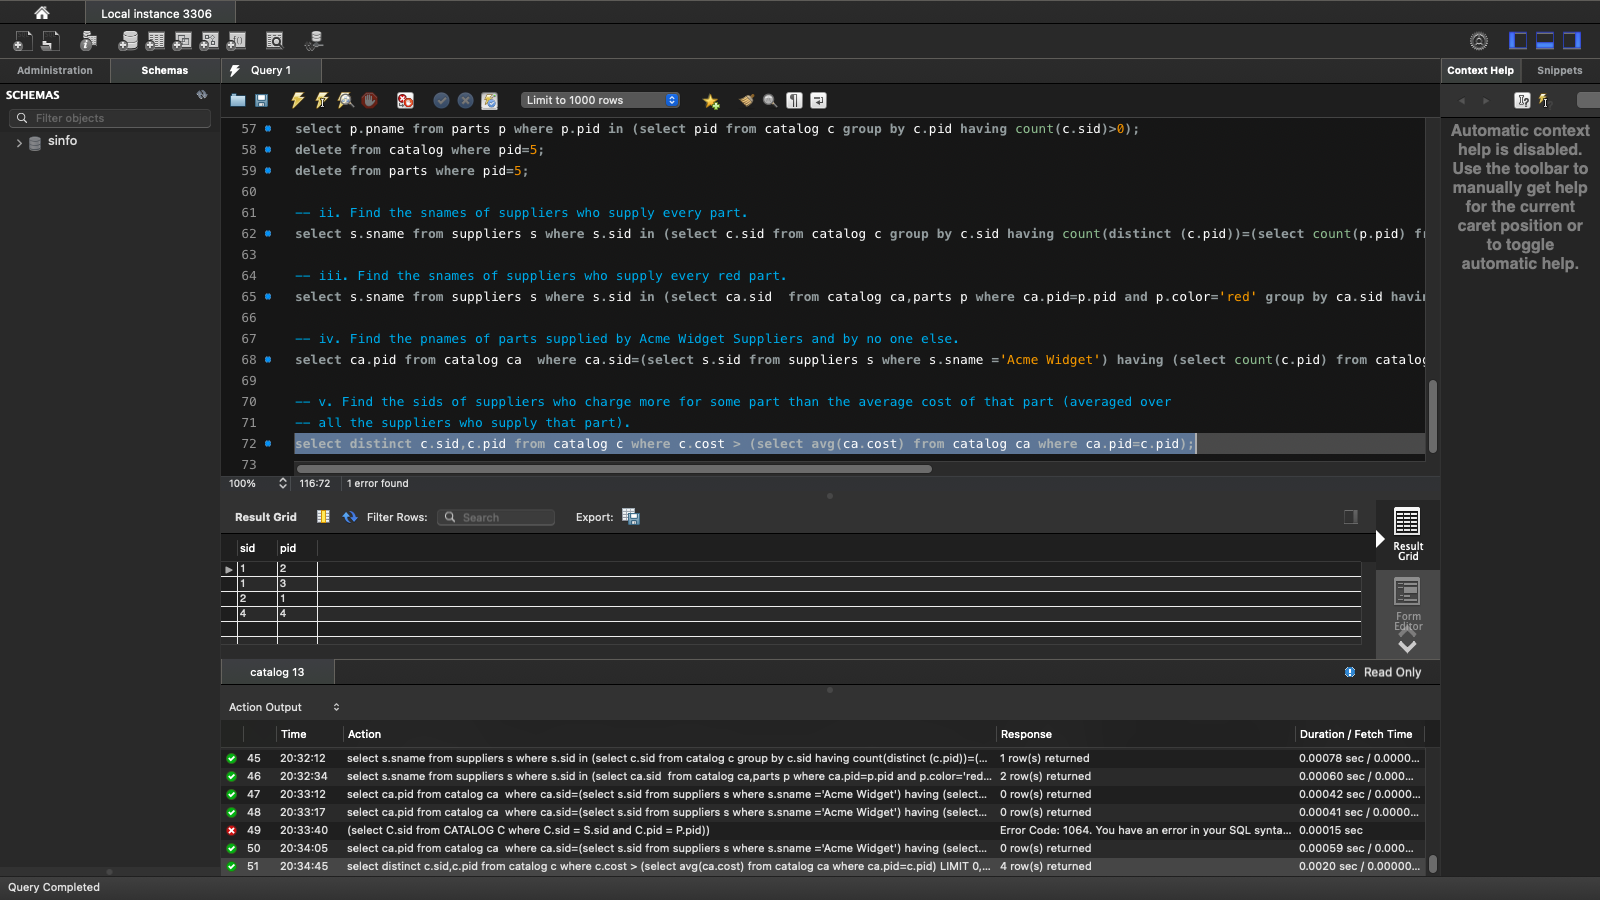 Local instance 3306
Administration
Schemas
Query 1
Context Help
Snippets
SCHEMAS
Filter objects
sinfo
Limit to 1000 rows
57 select p.pname from parts p where p.pid in (select pid from catalog c group by c.pid having count(c.sid)>0);
58 delete from catalog where pid=5;
59 delete from parts where pid=5;
60
61 -- ii. Find the snames of suppliers who supply every part.
62 select s.sname from suppliers s where s.sid in (select c.sid from catalog c group by c.sid having count(distinct (c.pid))=(select count(p.pid) fr
63
64 -- iii. Find the snames of suppliers who supply every red part.
65 select s.sname from suppliers s where s.sid in (select ca.sid  from catalog ca,parts p where ca.pid=p.pid and p.color='red' group by ca.sid havin
66
67 -- iv. Find the pnames of parts supplied by Acme Widget Suppliers and by no one else.
68 select ca.pid from catalog ca  where ca.sid=(select s.sid from suppliers s where s.sname ='Acme Widget') having (select count(c.pid) from catalog
69
70 -- v. Find the sids of suppliers who charge more for some part than the average cost of that part (averaged over
71 -- all the suppliers who supply that part).
72 select distinct c.sid,c.pid from catalog c where c.cost > (select avg(ca.cost) from catalog ca where ca.pid=c.pid);
73
Automatic context
help is disabled.
Use the toolbar to
manually get help
for the current
caret position or
to toggle
automatic help.
100% 116:72 1 error found
Result Grid Filter Rows: Search Export:
sid pid
1 2
1 3
2 1
4 4
Result
Grid
Form
Editor
catalog 13
Read Only
Action Output
Time Action Response Duration / Fetch Time
45 20:32:12 select s.sname from suppliers s where s.sid in (select c.sid from catalog c group by c.sid having count(distinct (c.pid))=(... 1 row(s) returned 0.00078 sec / 0.0000...
46 20:32:34 select s.sname from suppliers s where s.sid in (select ca.sid  from catalog ca,parts p where ca.pid=p.pid and p.color='red... 2 row(s) returned 0.00060 sec / 0.0000...
47 20:33:12 select ca.pid from catalog ca  where ca.sid=(select s.sid from suppliers s where s.sname ='Acme Widget') having (select... 0 row(s) returned 0.00042 sec / 0.0000...
48 20:33:17 select ca.pid from catalog ca  where ca.sid=(select s.sid from suppliers s where s.sname ='Acme Widget') having (select... 0 row(s) returned 0.00041 sec / 0.0000...
49 20:33:40 (select C.sid from CATALOG C where C.sid = S.sid and C.pid = P.pid)) Error Code: 1064. You have an error in your SQL synta... 0.00015 sec
50 20:34:05 select ca.pid from catalog ca  where ca.sid=(select s.sid from suppliers s where s.sname ='Acme Widget') having (select... 0 row(s) returned 0.00059 sec / 0.0000...
51 20:34:45 select distinct c.sid,c.pid from catalog c where c.cost > (select avg(ca.cost) from catalog ca where ca.pid=c.pid) LIMIT 0,... 4 row(s) returned 0.0020 sec / 0.00000...
Query Completed